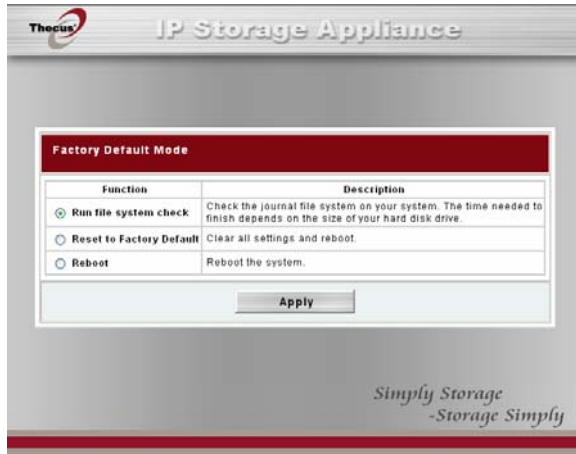 Thecus
IP Storage Appliance
Factory Default Mode
Function Description
Run file system check Check the journal file system on your system. The time needed to
finish depends on the size of your hard disk drive.
Reset to Factory Default Clear all settings and reboot.
Reboot Reboot the system.
Apply
Simply Storage
-Storage Simply